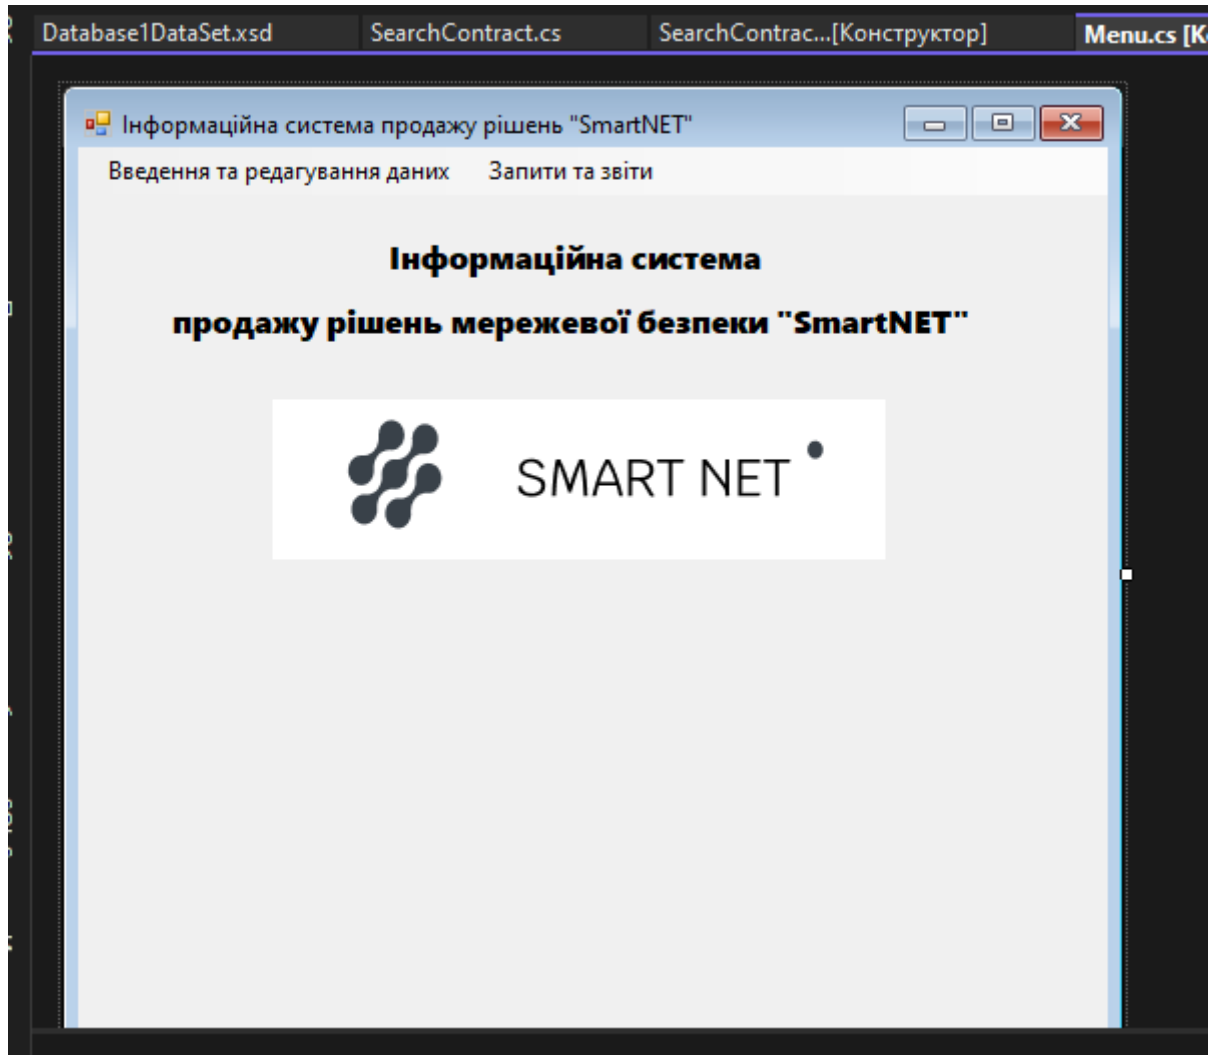 Database1DataSet.xsd SearchContract.cs SearchContrac...[Конструктор] Menu.cs [К
Інформаційна система продажу рішень "SmartNET"
Введення та редагування даних Запити та звіти
Інформаційна система
продажу рішень мережевої безпеки "SmartNET"
SMART NET